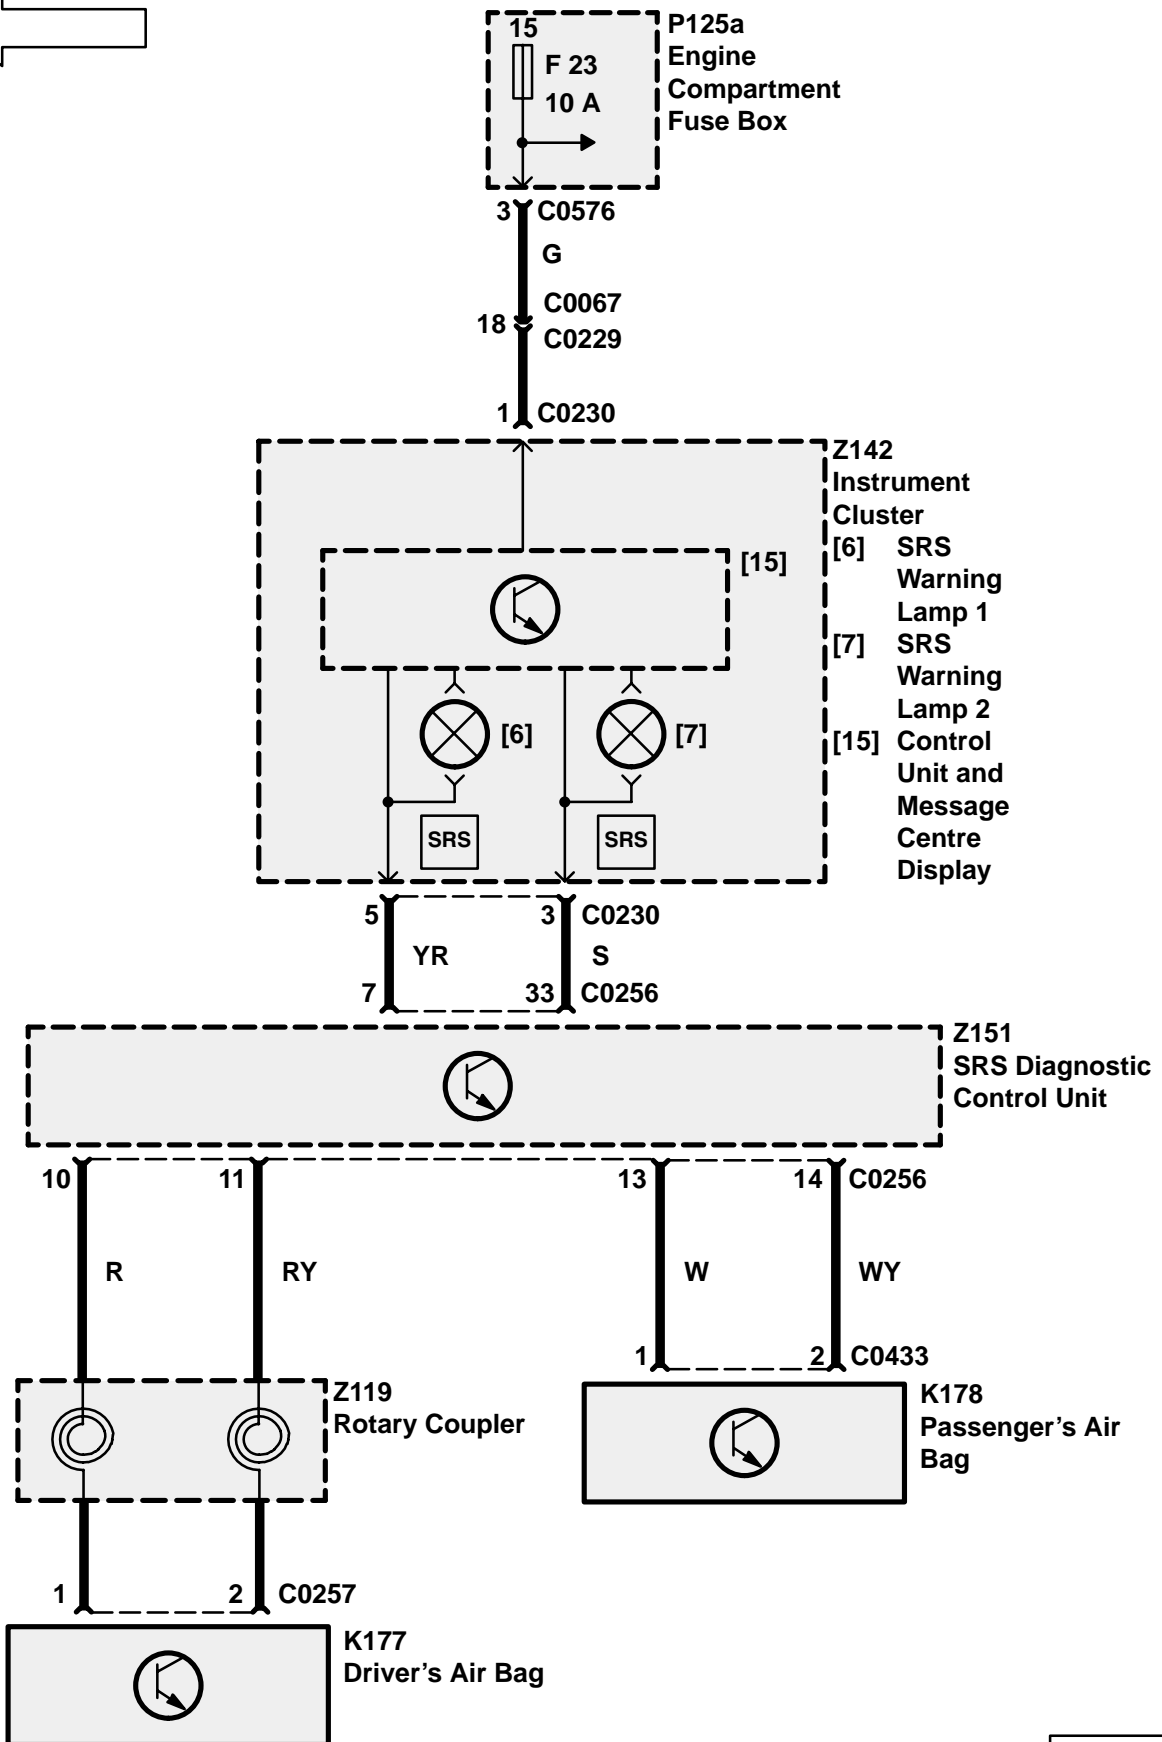 15
F 23
10 A
P125a
Engine
Compartment
Fuse Box
3 C0576
G
C0067
18
C0229
1 C0230
Z142
Instrument
Cluster
[6] SRS
Warning
Lamp 1
[7] SRS
Warning
Lamp 2
[15] Control
Unit and
Message
Centre
Display
[15]
[6] [7]
SRS SRS
5 3 C0230
YR S
7 33 C0256
Z151
SRS Diagnostic
Control Unit
10 11 13 14 C0256
R RY W WY
1 2 C0433
Z119
Rotary Coupler
K178
Passenger’s Air
Bag
1 2 C0257
K177
Driver’s Air Bag